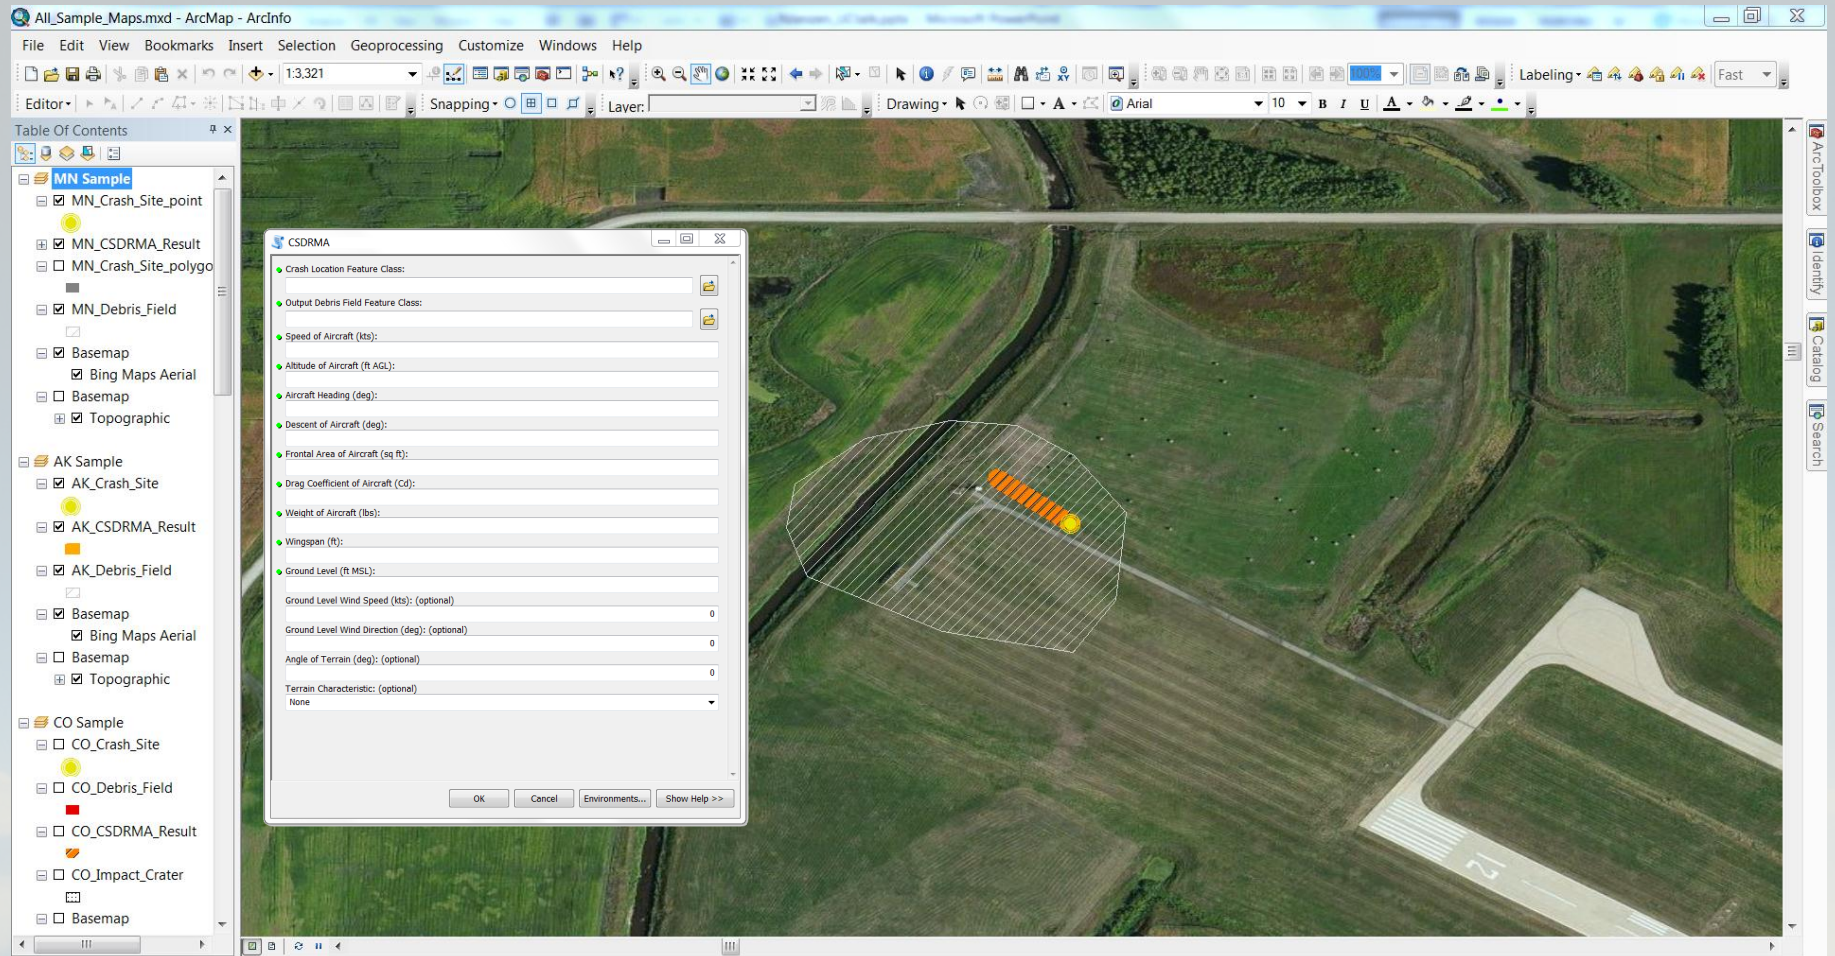 All_Sample_Maps.mxd - ArcMap - ArcInfo
File Edit View Bookmarks Insert Selection Geoprocessing Customize Windows Help
1:3,321
100%
Labeling
Fast
Editor
Snapping
Layer:
Drawing
Arial
10
B I U A
Table Of Contents
MN Sample
MN_Crash_Site_point
MN_CSDRMA_Result
MN_Crash_Site_polygo
MN_Debris_Field
Basemap
Bing Maps Aerial
Basemap
Topographic
AK Sample
AK_Crash_Site
AK_CSDRMA_Result
AK_Debris_Field
Basemap
Bing Maps Aerial
Basemap
Topographic
CO Sample
CO_Crash_Site
CO_Debris_Field
CO_CSDRMA_Result
CO_Impact_Crater
Basemap
CSDRMA
Crash Location Feature Class:
Output Debris Field Feature Class:
Speed of Aircraft (kts):
Altitude of Aircraft (ft AGL):
Aircraft Heading (deg):
Descent of Aircraft (deg):
Frontal Area of Aircraft (sq ft):
Drag Coefficient of Aircraft (Cd):
Weight of Aircraft (lbs):
Wingspan (ft):
Ground Level (ft MSL):
Ground Level Wind Speed (kts): (optional)
0
Ground Level Wind Direction (deg): (optional)
0
Angle of Terrain (deg): (optional)
0
Terrain Characteristic: (optional)
None
OK Cancel Environments... Show Help >>
12
ArcToolbox
Identify
Catalog
Search